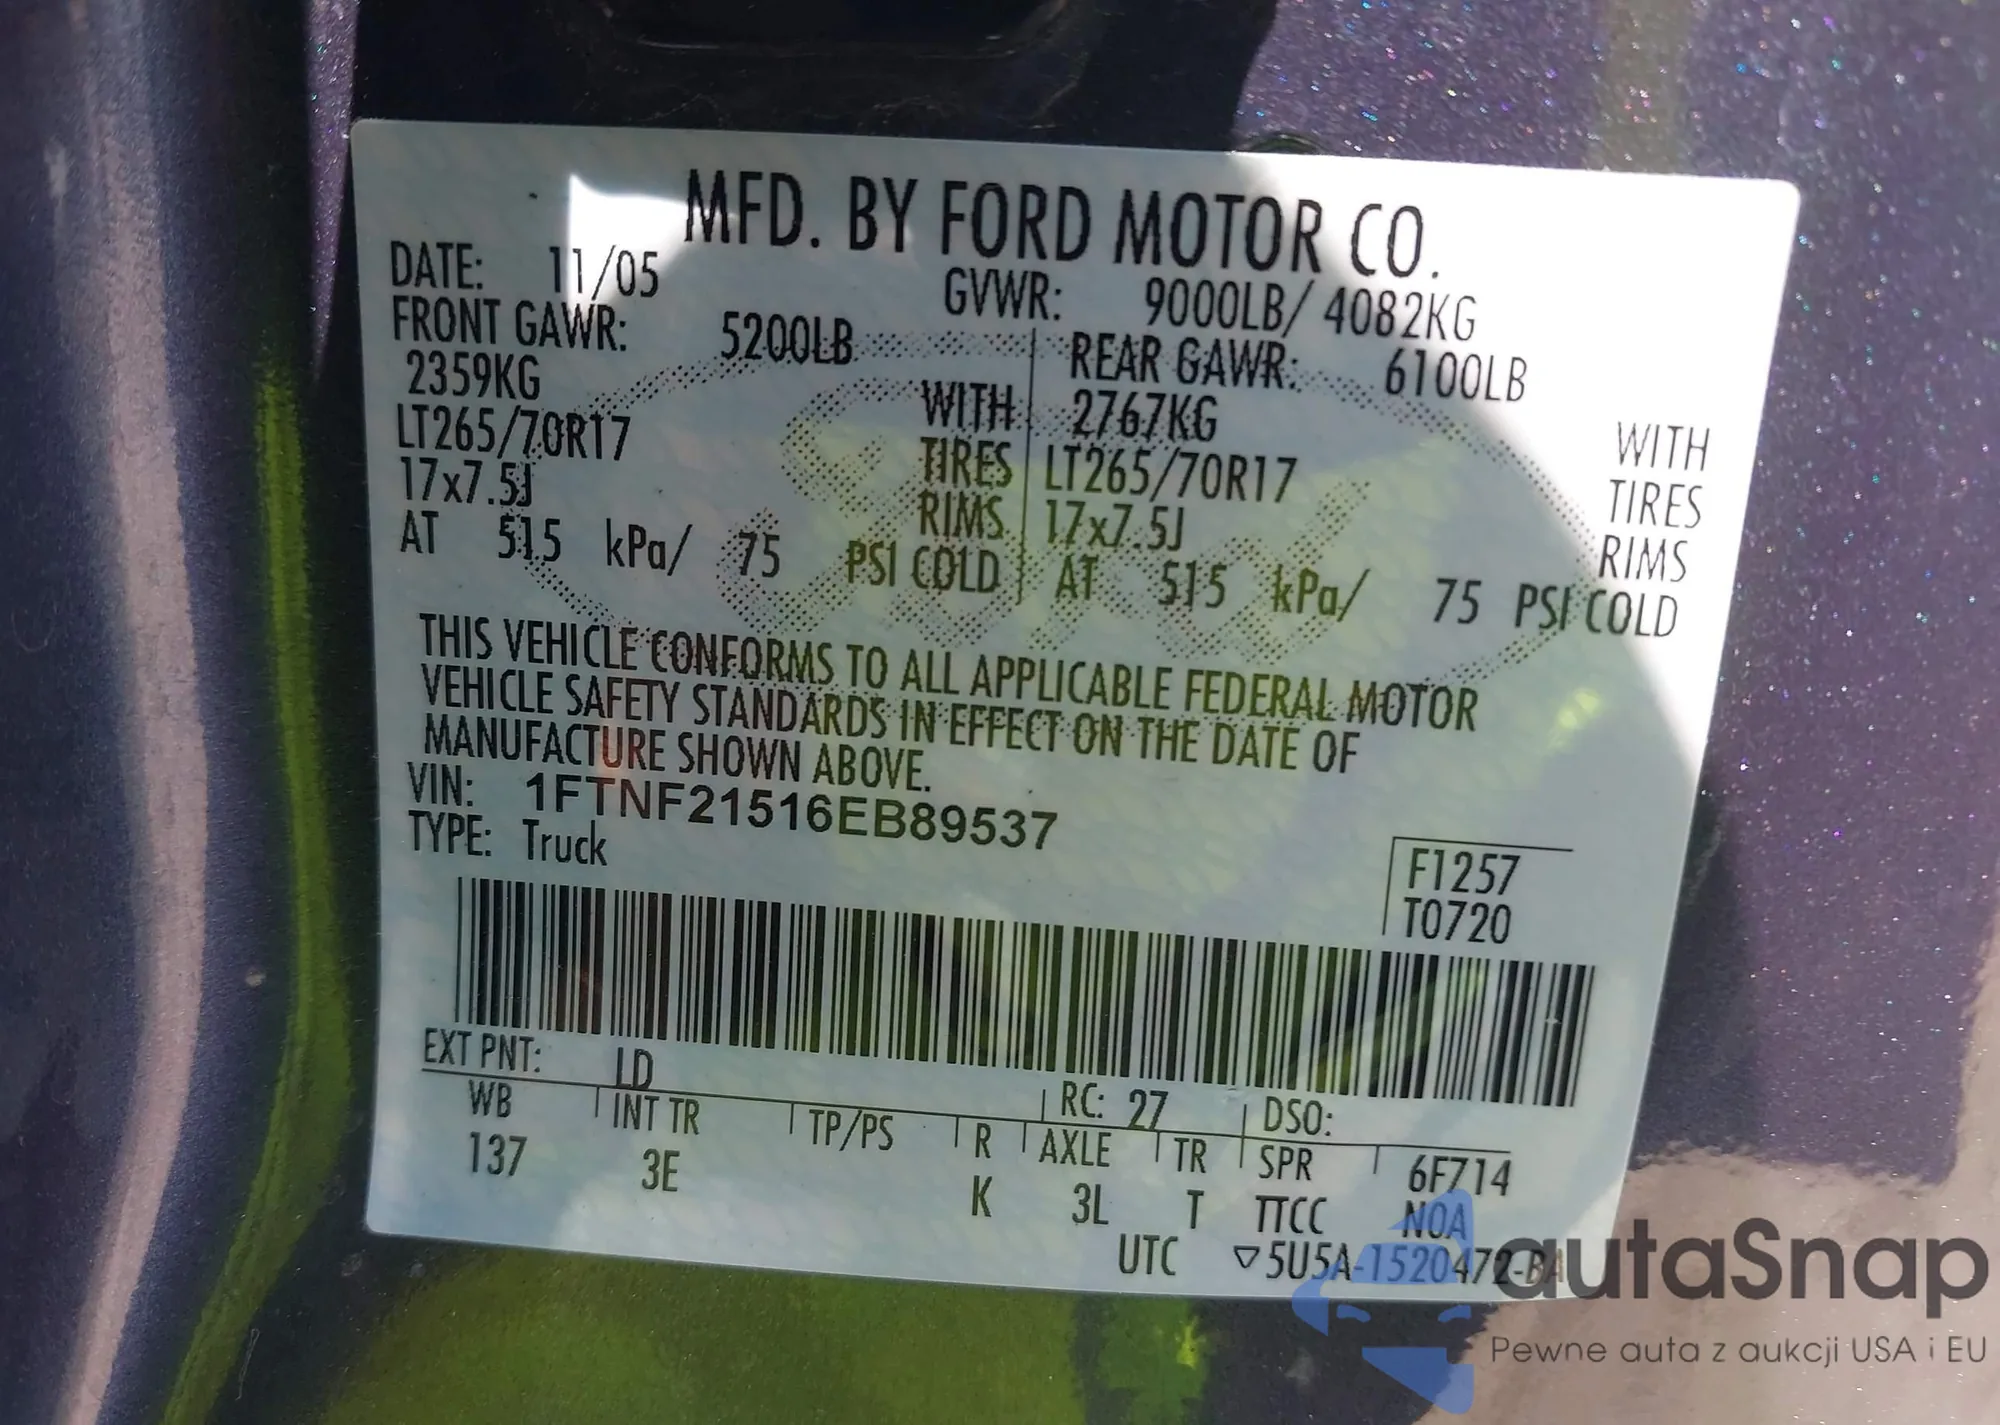 MFD. BY FORD MOTOR CO.
DATE: 11/05 GVWR: 9000LB/ 4082KG
FRONT GAWR: 5200LB REAR GAWR: 6100LB
2359KG WITH 2767KG WITH
LT265/70R17 TIRES LT265/70R17 TIRES
17x7.5J RIMS 17x7.5J RIMS
AT 515 kPa/ 75 PSI COLD AT 515 kPa/ 75 PSI COLD
THIS VEHICLE CONFORMS TO ALL APPLICABLE FEDERAL MOTOR
VEHICLE SAFETY STANDARDS IN EFFECT ON THE DATE OF
MANUFACTURE SHOWN ABOVE.
VIN: 1FTNF21516EB89537
TYPE: Truck
F1257
T0720
EXT PNT: LD RC: 27 DSO:
WB INT TR TP/PS R AXLE TR SPR 6F714
137 3E K 3L T TTCC NOA
UTC ▽5U5A-1520472-BA
Ford
autaSnap
Pewne auta z aukcji USA i EU